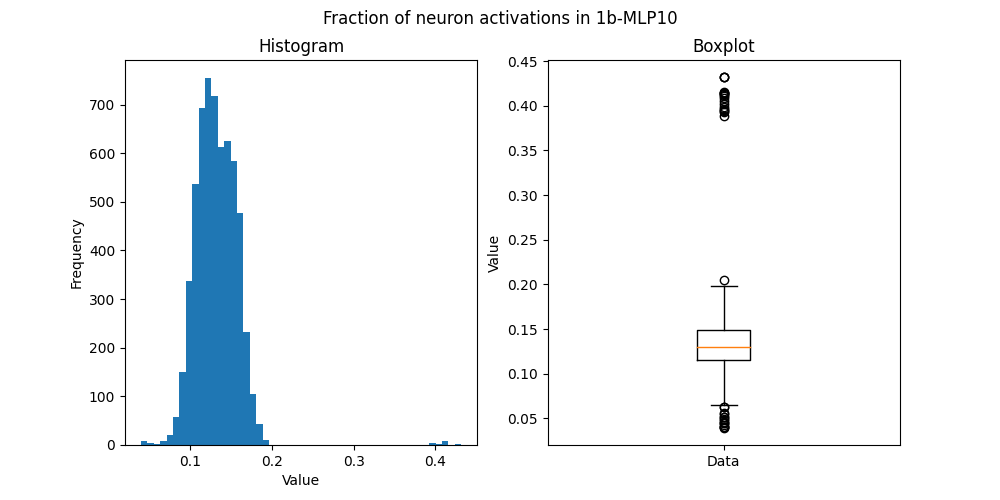 Fraction of neuron activations in 1b-MLP10
Histogram
Frequency
700
600
500
400
300
200
100
0
0.1 0.2 0.3 0.4
Value
Boxplot
Value
0.45
0.40
0.35
0.30
0.25
0.20
0.15
0.10
0.05
Data